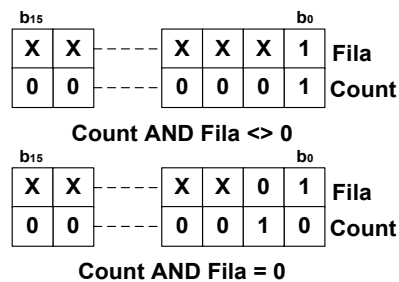 b15 b0
X X X X X 1 Fila
0 0 0 0 0 1 Count
Count AND Fila <> 0
b15 b0
X X X X 0 1 Fila
0 0 0 0 1 0 Count
Count AND Fila = 0